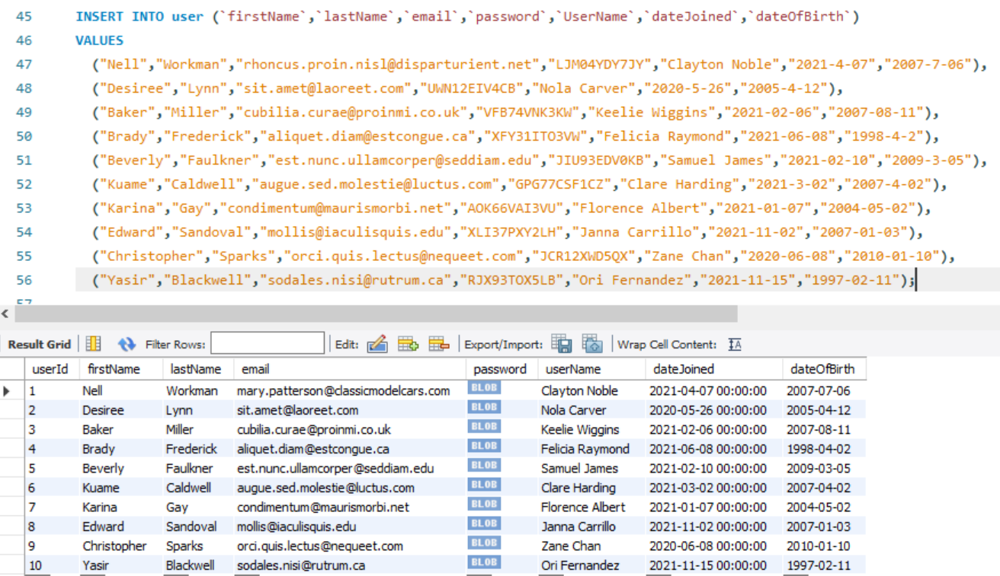 45 INSERT INTO user (`firstName`,`lastName`,`email`,`password`,`UserName`,`dateJoined`,`dateOfBirth`)
46 VALUES
47 ("Nell","Workman","rhoncus.proin.nisl@disparturient.net","LJM04YDY7JY","Clayton Noble","2021-4-07","2007-7-06"),
48 ("Desiree","Lynn","sit.amet@laoreet.com","UWN12EIV4CB","Nola Carver","2020-5-26","2005-4-12"),
49 ("Baker","Miller","cubilia.curae@proinmi.co.uk","VFB74VNK3KW","Keelie Wiggins","2021-02-06","2007-08-11"),
50 ("Brady","Frederick","aliquet.diam@estcongue.ca","XFY31ITO3VW","Felicia Raymond","2021-06-08","1998-4-2"),
51 ("Beverly","Faulkner","est.nunc.ullamcorper@seddiam.edu","JIU93EDV0KB","Samuel James","2021-02-10","2009-3-05"),
52 ("Kuame","Caldwell","augue.sed.molestie@luctus.com","GPG77CSF1CZ","Clare Harding","2021-3-02","2007-4-02"),
53 ("Karina","Gay","condimentum@maurismorbi.net","AOK66VAI3VU","Florence Albert","2021-01-07","2004-05-02"),
54 ("Edward","Sandoval","mollis@iaculisquis.edu","XLI37PXY2LH","Janna Carrillo","2021-11-02","2007-01-03"),
55 ("Christopher","Sparks","orci.quis.lectus@nequeet.com","JCR12XWD5QX","Zane Chan","2020-06-08","2010-01-10"),
56 ("Yasir","Blackwell","sodales.nisi@rutrum.ca","RJX93TOX5LB","Ori Fernandez","2021-11-15","1997-02-11");
57
Result Grid Filter Rows: Edit: Export/Import: Wrap Cell Content: IA
userId firstName lastName email password userName dateJoined dateOfBirth
1 Nell Workman mary.patterson@classicmodelcars.com BLOB Clayton Noble 2021-04-07 00:00:00 2007-07-06
2 Desiree Lynn sit.amet@laoreet.com BLOB Nola Carver 2020-05-26 00:00:00 2005-04-12
3 Baker Miller cubilia.curae@proinmi.co.uk BLOB Keelie Wiggins 2021-02-06 00:00:00 2007-08-11
4 Brady Frederick aliquet.diam@estcongue.ca BLOB Felicia Raymond 2021-06-08 00:00:00 1998-04-02
5 Beverly Faulkner est.nunc.ullamcorper@seddiam.edu BLOB Samuel James 2021-02-10 00:00:00 2009-03-05
6 Kuame Caldwell augue.sed.molestie@luctus.com BLOB Clare Harding 2021-03-02 00:00:00 2007-04-02
7 Karina Gay condimentum@maurismorbi.net BLOB Florence Albert 2021-01-07 00:00:00 2004-05-02
8 Edward Sandoval mollis@iaculisquis.edu BLOB Janna Carrillo 2021-11-02 00:00:00 2007-01-03
9 Christopher Sparks orci.quis.lectus@nequeet.com BLOB Zane Chan 2020-06-08 00:00:00 2010-01-10
10 Yasir Blackwell sodales.nisi@rutrum.ca BLOB Ori Fernandez 2021-11-15 00:00:00 1997-02-11